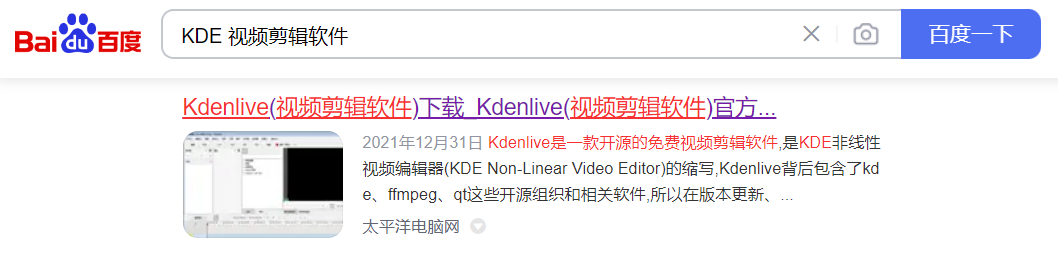 Bai du 百度
KDE 视频剪辑软件
百度一下
Kdenlive(视频剪辑软件)下载_Kdenlive(视频剪辑软件)官方...
2021年12月31日 Kdenlive是一款开源的免费视频剪辑软件,是KDE非线性
视频编辑器(KDE Non-Linear Video Editor)的缩写,Kdenlive背后包含了kd
e、ffmpeg、qt这些开源组织和相关软件,所以在版本更新、...
太平洋电脑网